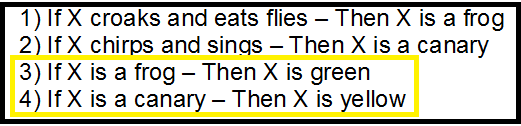 1) If X croaks and eats flies – Then X is a frog
2) If X chirps and sings – Then X is a canary
3) If X is a frog – Then X is green
4) If X is a canary – Then X is yellow